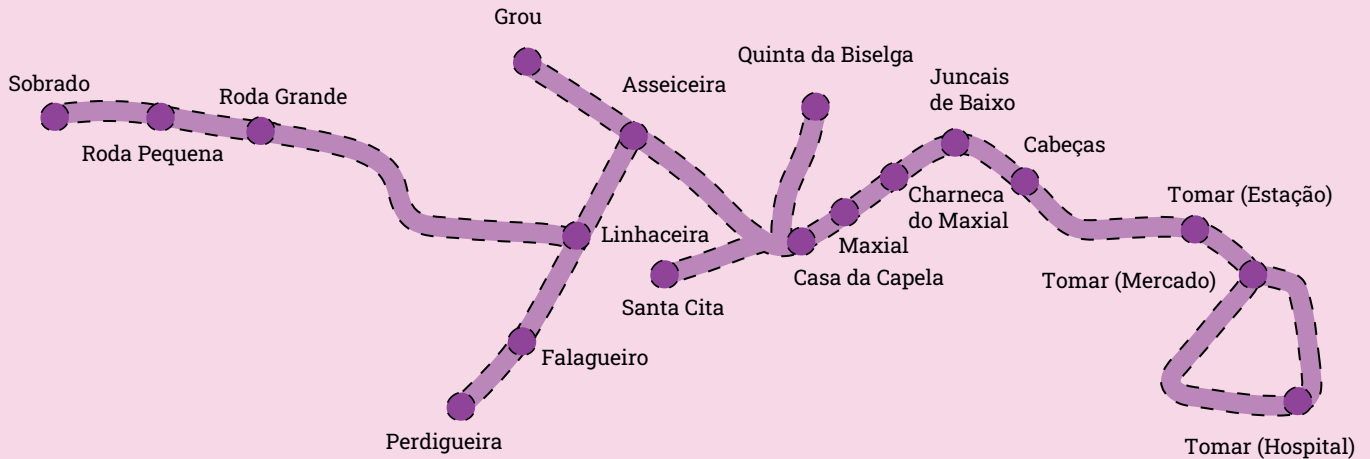 Grou
Quinta da Biselga
Juncais
de Baixo
Sobrado
Roda Grande
Asseiceira
Roda Pequena
Cabeças
Charneca
do Maxial
Tomar (Estação)
Linhaceira
Maxial
Casa da Capela
Tomar (Mercado)
Santa Cita
Falagueiro
Perdigueira
Tomar (Hospital)